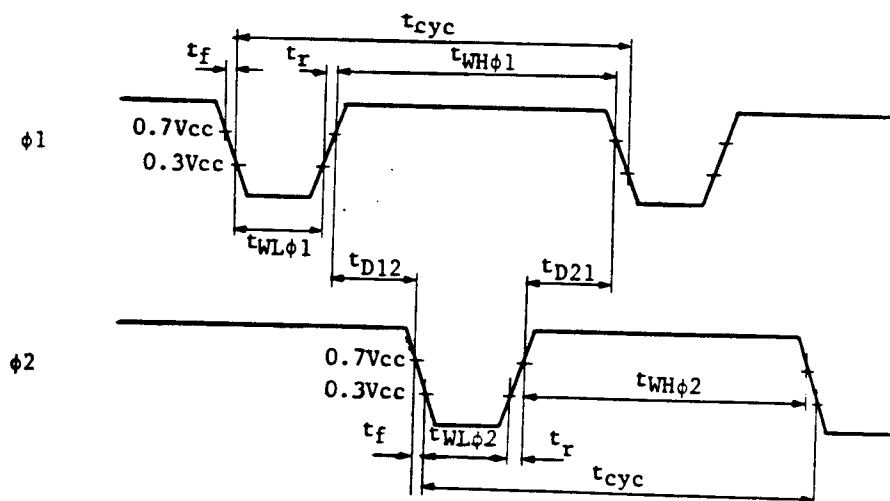 tcyc
tf
tr
tWHϕ1
ϕ1
0.7Vcc
0.3Vcc
tWLϕ1
tD12
tD21
ϕ2
0.7Vcc
0.3Vcc
tWHϕ2
tf
tWLϕ2
tr
tcyc